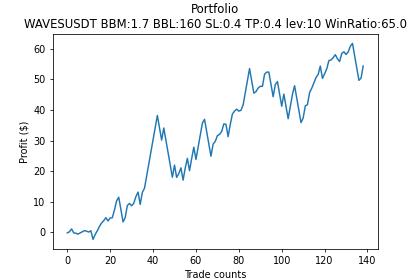 Portfolio
WAVESUSDT BBM:1.7 BBL:160 SL:0.4 TP:0.4 lev:10 WinRatio:65.0
60
50
40
30
20
10
0
Profit ($)
0 20 40 60 80 100 120 140
Trade counts